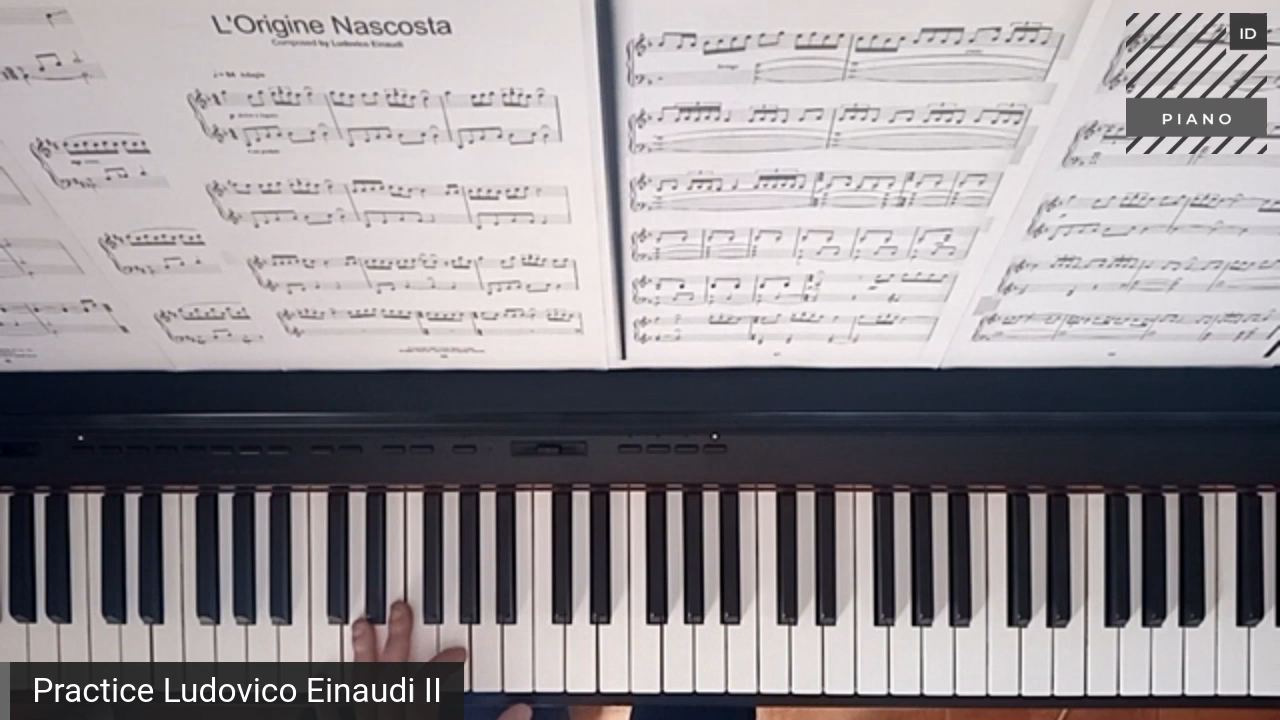 L'Origine Nascosta
Composed by Ludovico Einaudi
Adagio
ID
PIANO
Practice Ludovico Einaudi II